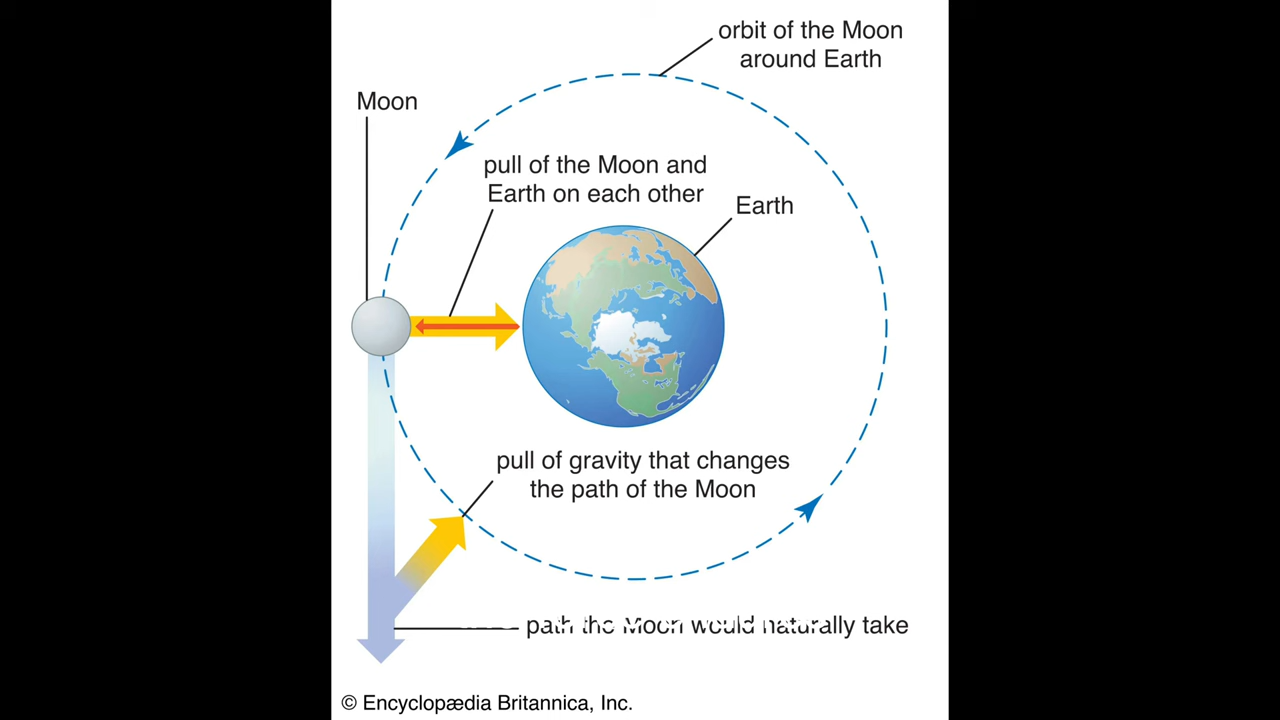 orbit of the Moon
around Earth
Moon
pull of the Moon and
Earth on each other
Earth
pull of gravity that changes
the path of the Moon
path the Moon would naturally take
© Encyclopædia Britannica, Inc.